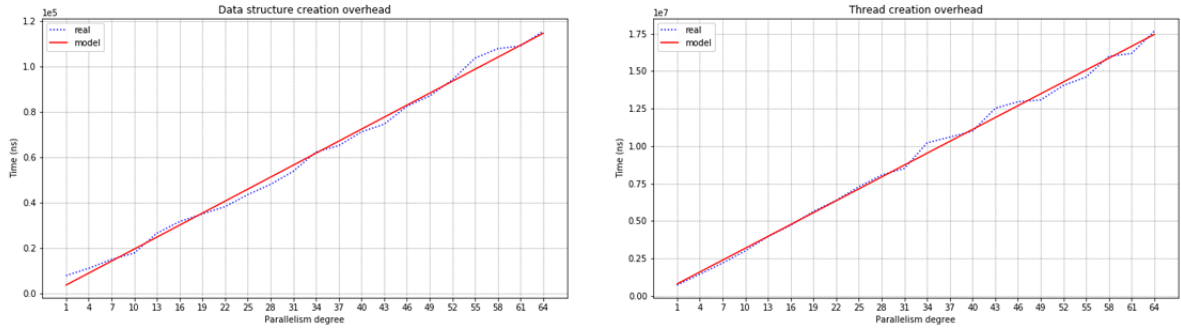 Data structure creation overhead
1e5
real
model
1.2
1.0
0.8
0.6
0.4
0.2
0.0
Time (ns)
1 4 7 10 13 16 19 22 25 28 31 34 37 40 43 46 49 52 55 58 61 64
Parallelism degree
Thread creation overhead
1e7
real
model
1.75
1.50
1.25
1.00
0.75
0.50
0.25
0.00
Time (ns)
1 4 7 10 13 16 19 22 25 28 31 34 37 40 43 46 49 52 55 58 61 64
Parallelism degree